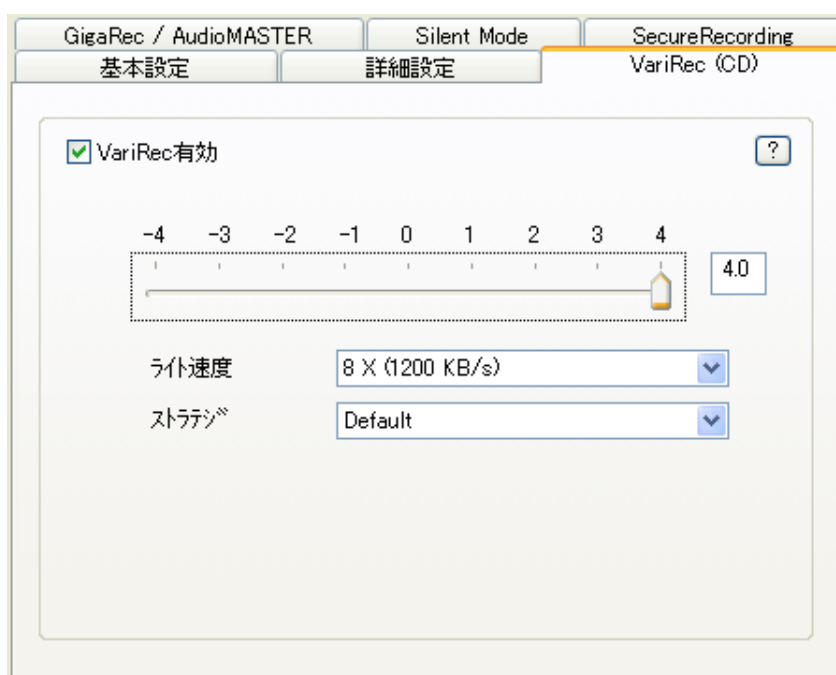 GigaRec / AudioMASTER
Silent Mode
SecureRecording
基本設定
詳細設定
VariRec (CD)
VariRec有効
?
-4 -3 -2 -1 0 1 2 3 4
4.0
ﾗｲﾄ速度
8 X (1200 KB/s)
ｽﾄﾗﾃｼﾞ
Default